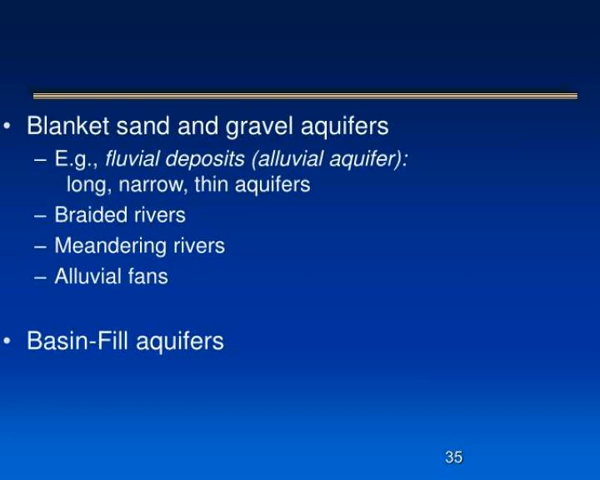 • Blanket sand and gravel aquifers
– E.g., fluvial deposits (alluvial aquifer):
long, narrow, thin aquifers
– Braided rivers
– Meandering rivers
– Alluvial fans
• Basin-Fill aquifers
35